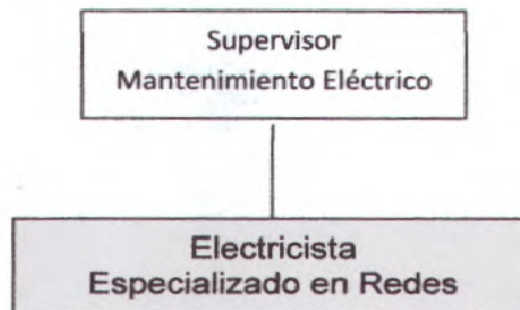 Supervisor
Mantenimiento Eléctrico
Electricista
Especializado en Redes